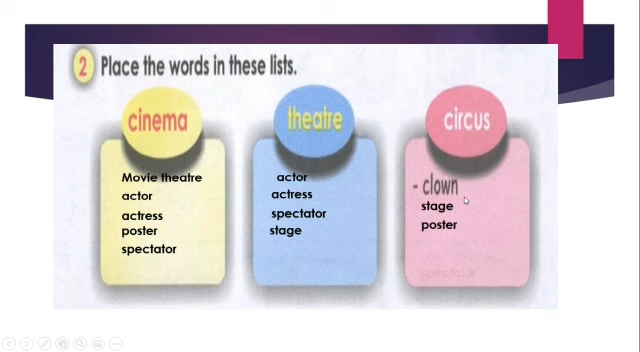 2 Place the words in these lists.
cinema
Movie theatre
actor
actress
poster
spectator
theatre
actor
actress
spectator
stage
circus
- clown
stage
poster
spectator